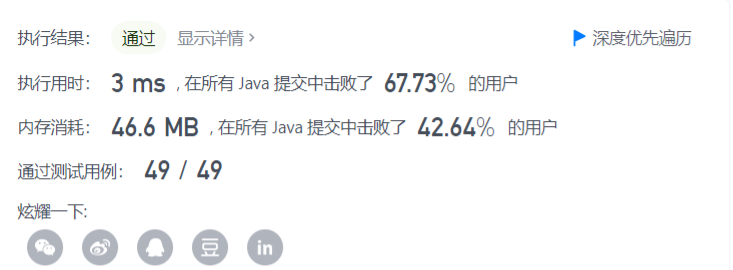 执行结果： 通过 显示详情 > 深度优先遍历
执行用时： 3 ms , 在所有 Java 提交中击败了 67.73% 的用户
内存消耗： 46.6 MB , 在所有 Java 提交中击败了 42.64% 的用户
通过测试用例： 49 / 49
炫耀一下:
豆 in